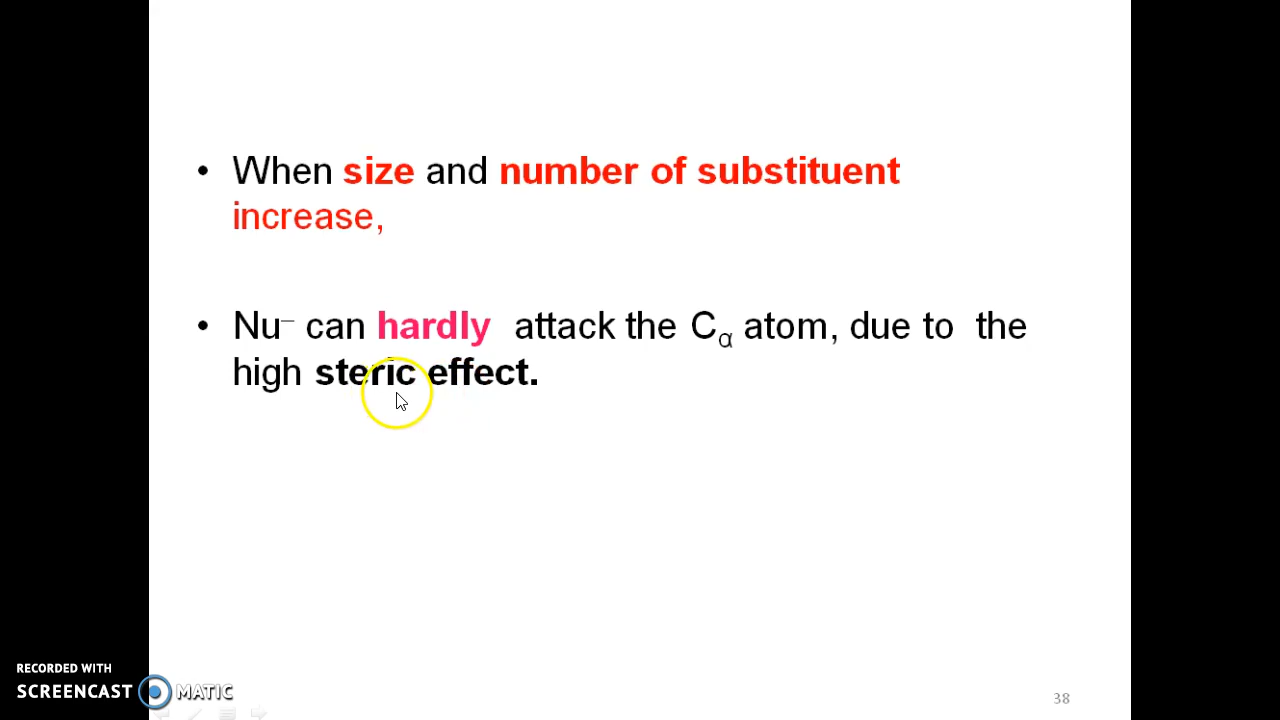 • When size and number of substituent
increase,
• Nu⁻ can hardly attack the Cα atom, due to the
high steric effect.
RECORDED WITH
SCREENCAST MATIC
38